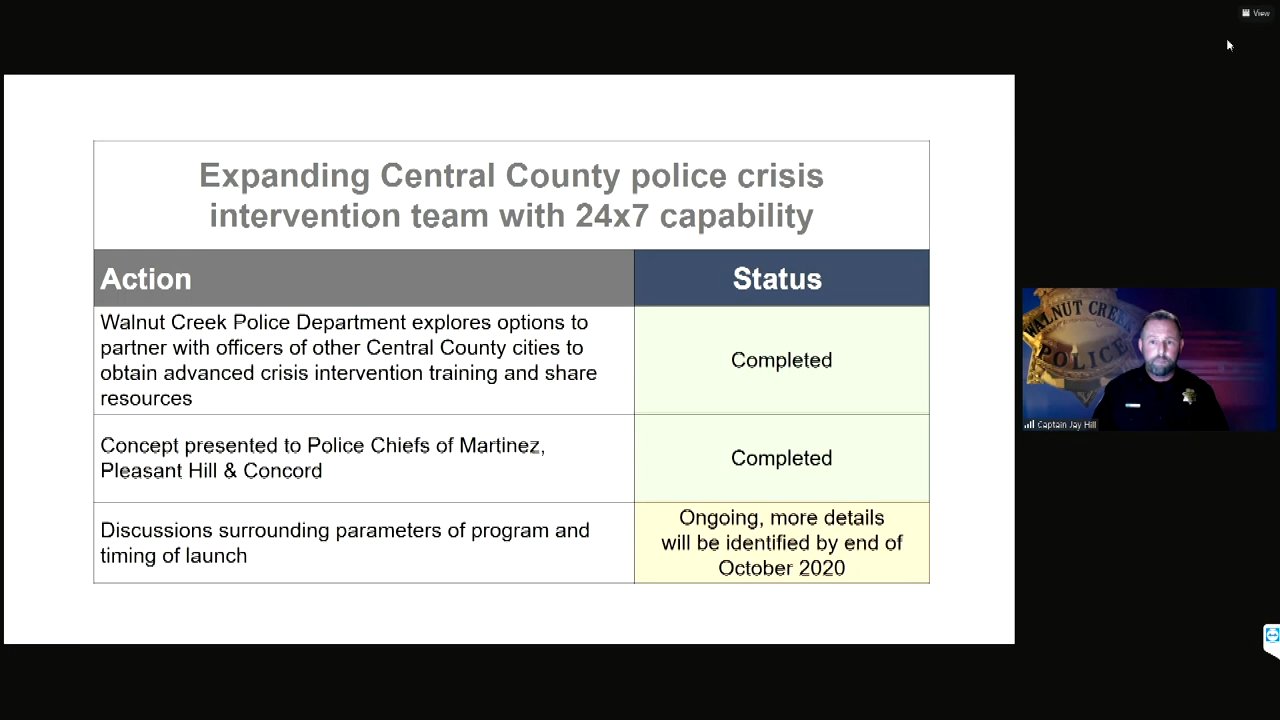 View
Expanding Central County police crisis
intervention team with 24x7 capability
Action
Status
Walnut Creek Police Department explores options to
partner with officers of other Central County cities to
obtain advanced crisis intervention training and share
resources
Completed
Concept presented to Police Chiefs of Martinez,
Pleasant Hill & Concord
Completed
Discussions surrounding parameters of program and
timing of launch
Ongoing, more details
will be identified by end of
October 2020
WALNUT CREEK
POLICE
Captain Jay Hill